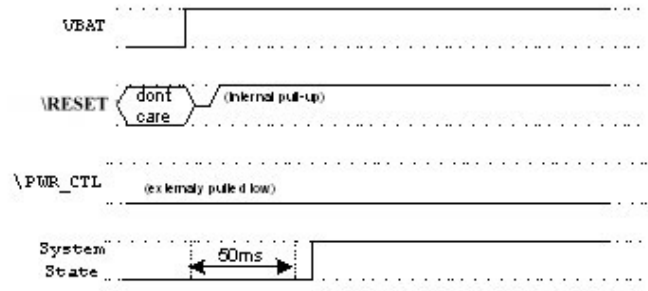 VBAT
\RESET
dont
care
(Internal pull-up)
\PWR_CTL
(externaly pulled low)
System
State
50ms